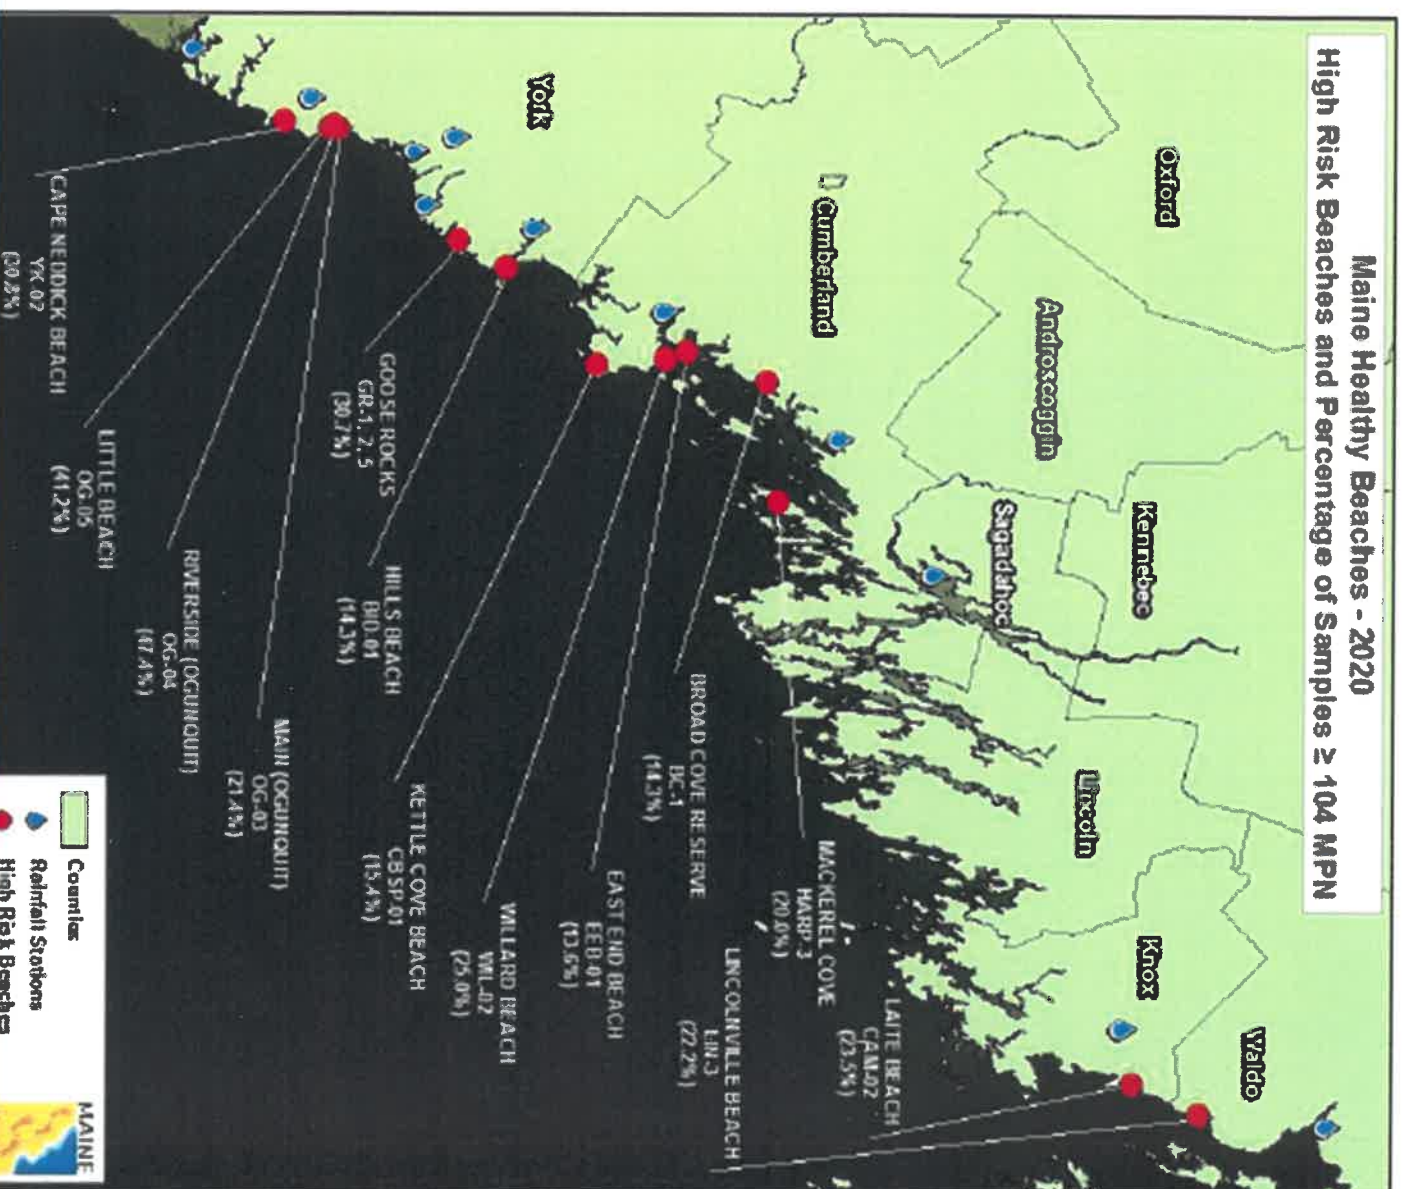 Maine Healthy Beaches - 2020
High Risk Beaches and Percentage of Samples ≥ 104 MPN
Oxford
Kennebec
Waldo
Androscoggin
Knox
Lincoln
Sagadahoc
Cumberland
York
LAITE BEACH
CAM-02
(23.5%)
LINCOLNVILLE BEACH
LIN-3
(22.2%)
MACKEREL COVE
HARP-3
(20.0%)
BROAD COVE RESERVE
BC-1
(14.3%)
EAST END BEACH
EEB-01
(13.6%)
WILLARD BEACH
WIL-02
(25.0%)
KETTLE COVE BEACH
CBSP-01
(15.4%)
HILLS BEACH
BID-01
(14.3%)
GOOSE ROCKS
GR-1, 2, 5
(30.7%)
MAIN (OGUNQUIT)
OG-03
(21.4%)
RIVERSIDE (OGUNQUIT)
OG-04
(47.4%)
LITTLE BEACH
OG-05
(41.2%)
CAPE NEDDICK BEACH
YK-02
(30.8%)
Counties
Rainfall Stations
High Risk Beaches
MAINE